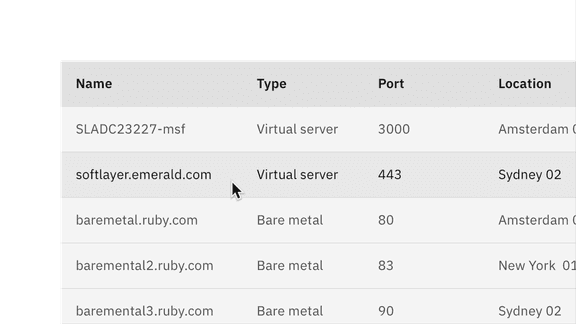 Name Type Port Location
SLADC23227-msf Virtual server 3000 Amsterdam
softlayer.emerald.com Virtual server 443 Sydney 02
baremetal.ruby.com Bare metal 80 Amsterdam
baremental2.ruby.com Bare metal 83 New York 01
baremental3.ruby.com Bare metal 90 Sydney 02